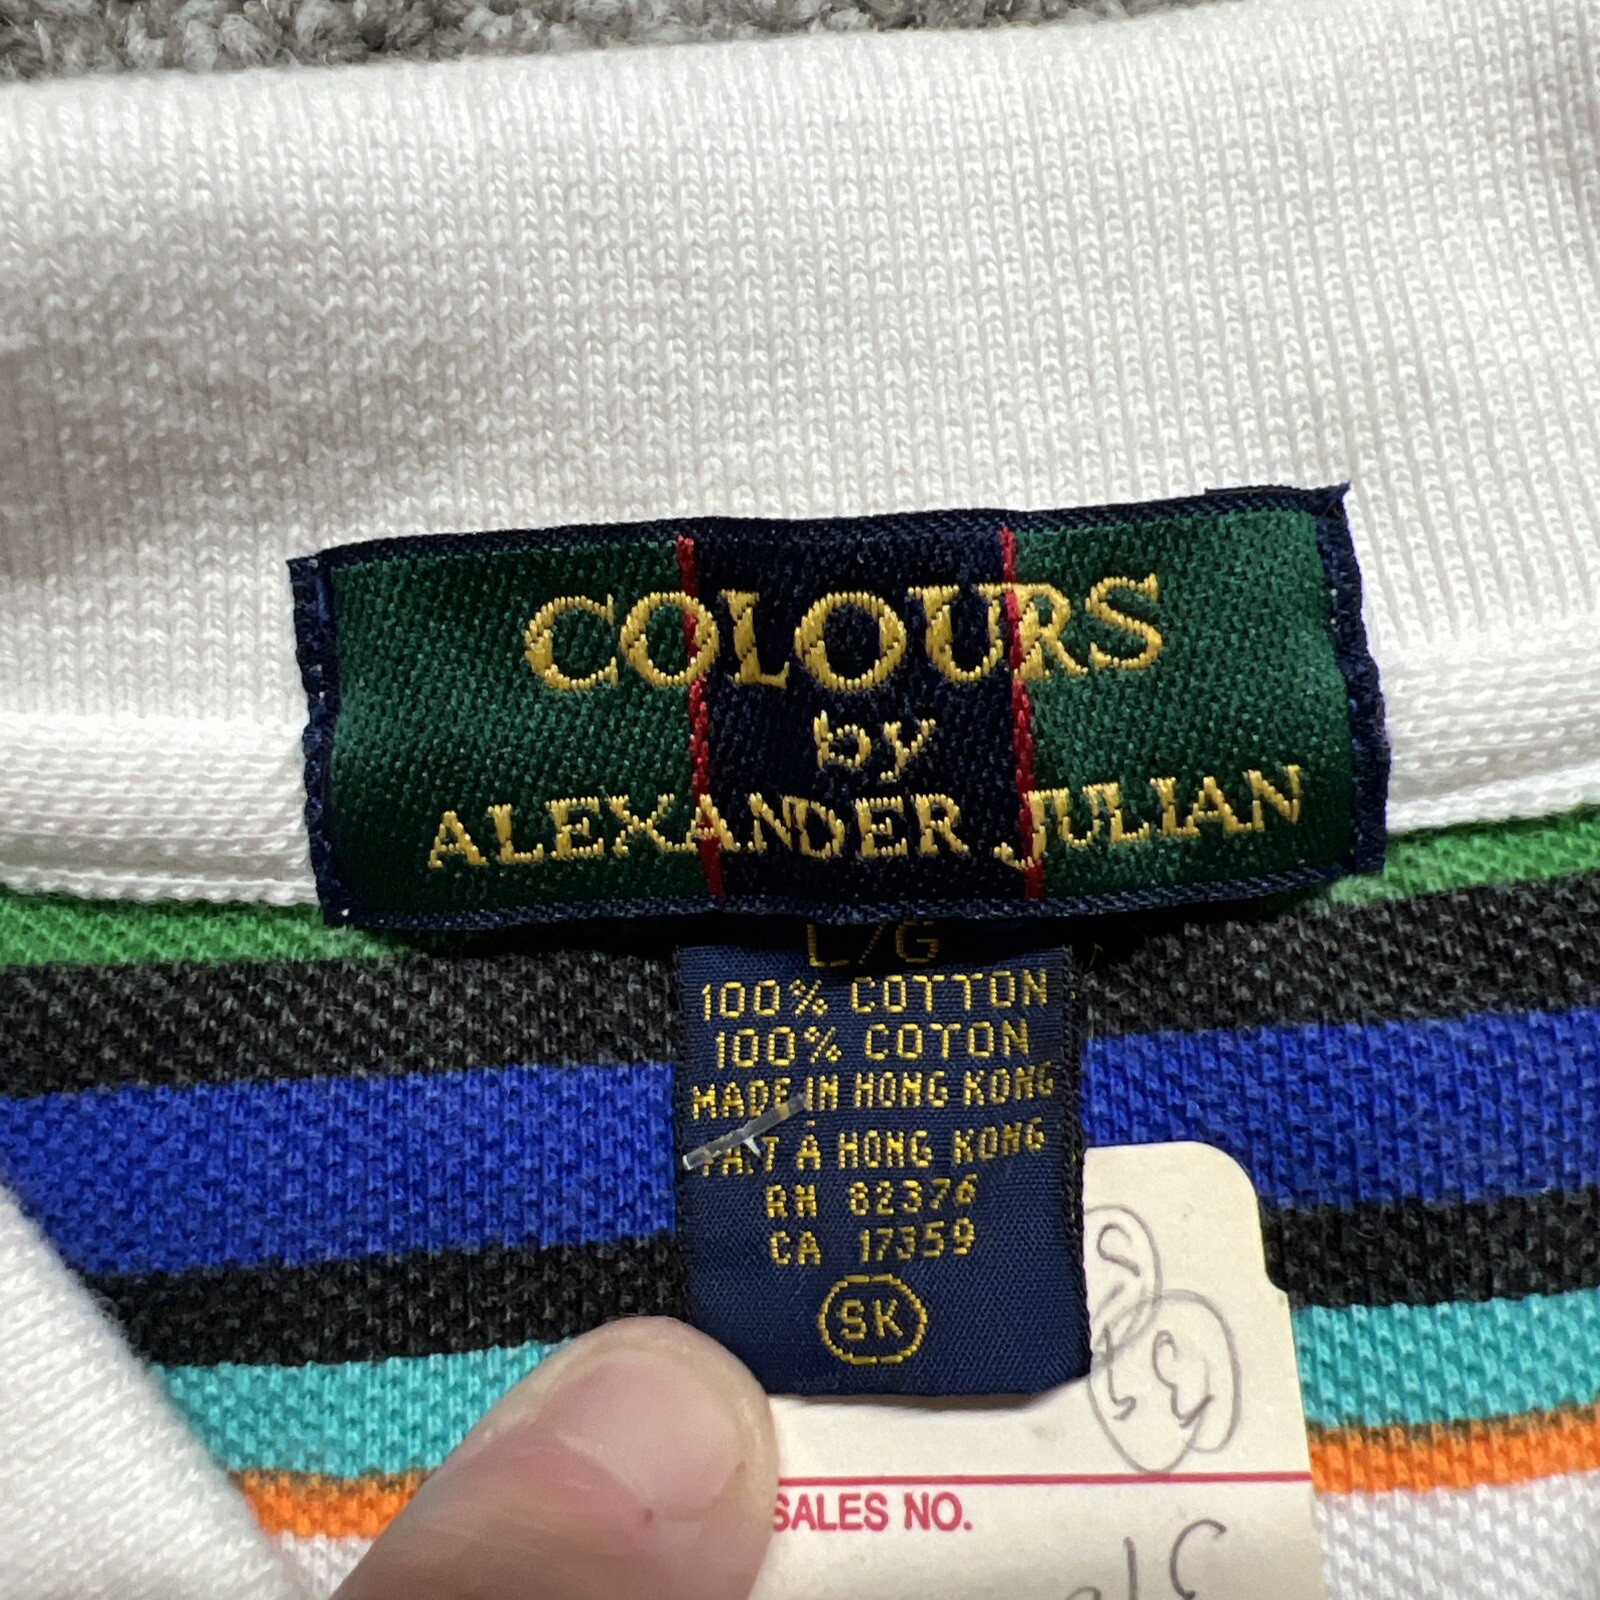 COLOURS
by
ALEXANDER JULIAN
L/G
100% COTTON
100% COTON
MADE IN HONG KONG
FAIT À HONG KONG
RN 82376
CA 17359
SK
SALES NO.